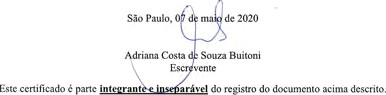 São Paulo, 07 de maio de 2020
Adriana Costa de Souza Buitoni
Escrevente
Este certificado é parte integrante e inseparável do registro do documento acima descrito.